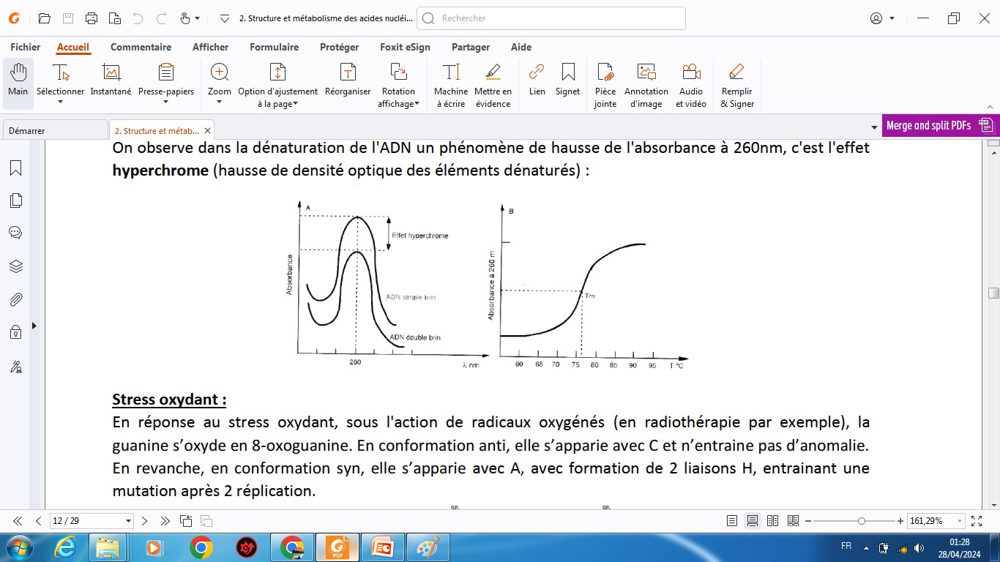 2. Structure et métabolisme des acides nucléi...
Rechercher
Fichier Accueil Commentaire Afficher Formulaire Protéger Foxit eSign Partager Aide
Main Sélectionner Instantané Presse-papiers Zoom Option d'ajustement à la page Réorganiser Rotation affichage Machine à écrire Mettre en évidence Lien Signet Pièce jointe Annotation d'image Audio et vidéo Remplir & Signer
Démarrer 2. Structure et métab... Merge and split PDFs
On observe dans la dénaturation de l'ADN un phénomène de hausse de l'absorbance à 260nm, c'est l'effet
hyperchrome (hausse de densité optique des éléments dénaturés) :
A
Effet hyperchrome
Absorbance
ADN simple brin
ADN double brin
260
λ nm
B
Absorbance à 260 m
Tm
60 65 70 75 80 85 90 95 T °C
Stress oxydant :
En réponse au stress oxydant, sous l'action de radicaux oxygénés (en radiothérapie par exemple), la
guanine s’oxyde en 8-oxoguanine. En conformation anti, elle s’apparie avec C et n’entraine pas d’anomalie.
En revanche, en conformation syn, elle s’apparie avec A, avec formation de 2 liaisons H, entrainant une
mutation après 2 réplication.
12 / 29
161,29%
PDF
FR
01:28
28/04/2024